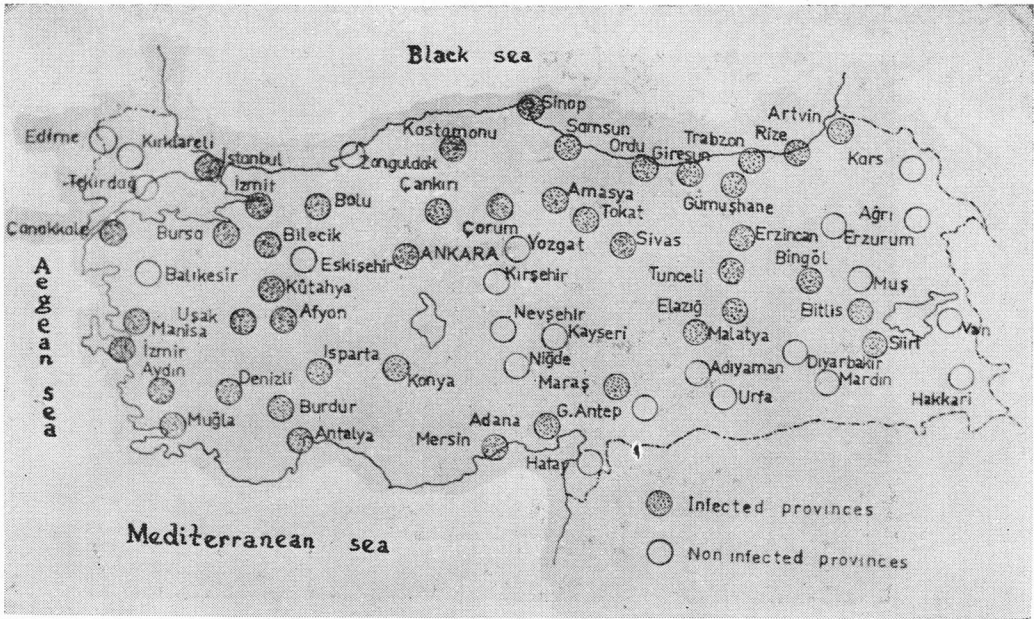 Black sea
Sinop
Edirne
Kırklareli
İstanbul
Zonguldak
Kastamonu
Samsun
Ordu
Giresun
Trabzon
Rize
Artvin
Kars
Tekirdağ
İzmit
Bolu
Çankırı
Çorum
Amasya
Tokat
Gümüşhane
Ağrı
Çanakkale
Bursa
Bilecik
Eskişehir
ANKARA
Yozgat
Sivas
Erzincan
Erzurum
Aegean sea
Balıkesir
Kütahya
Kırşehir
Tunceli
Bingöl
Muş
Manisa
Uşak
Afyon
Nevşehir
Kayseri
Elazığ
Malatya
Bitlis
Siirt
Van
İzmir
Aydın
Denizli
Isparta
Konya
Niğde
Maraş
Adıyaman
Diyarbakir
Mardin
Hakkari
Muğla
Burdur
Antalya
Mersin
Adana
G.Antep
Urfa
Hatay
Infected provinces
Non infected provinces
Mediterranean sea